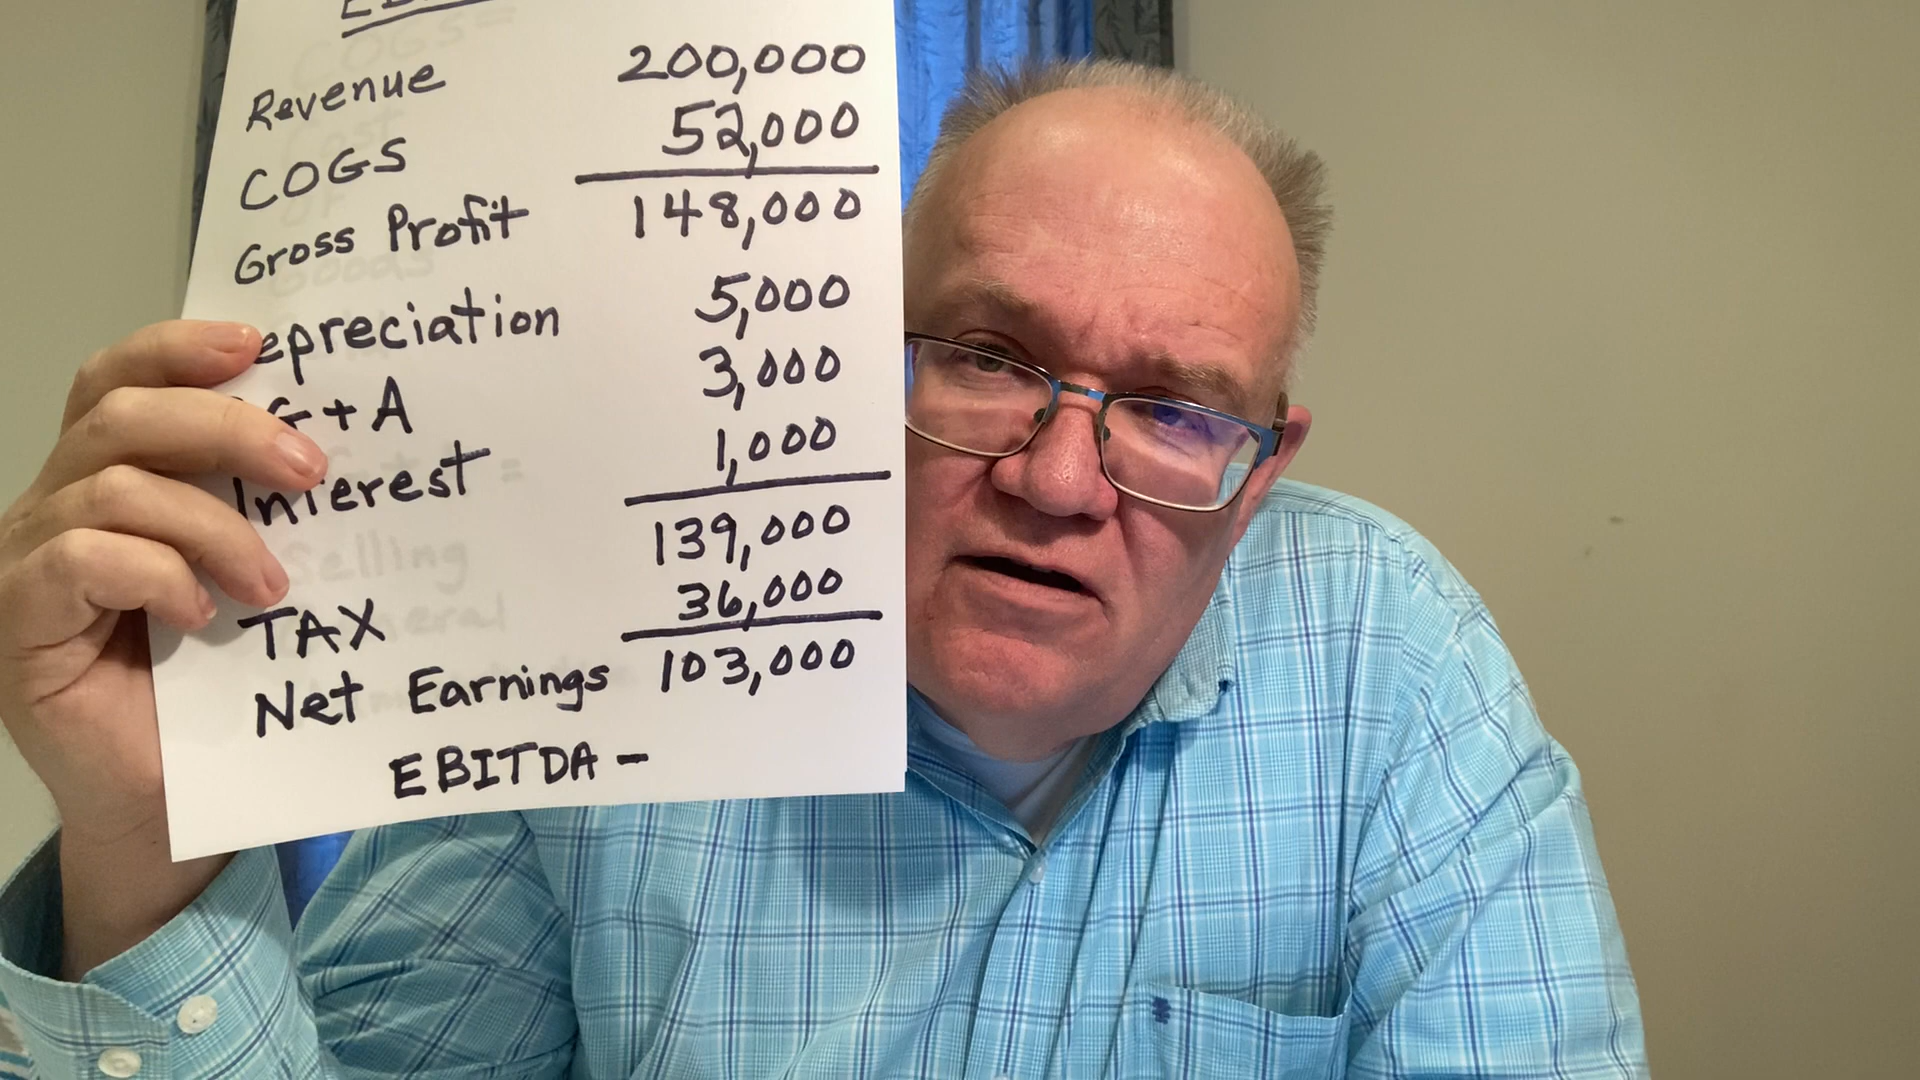 Revenue 200,000
COGS 52,000
Gross Profit 148,000
epreciation 5,000
G+A 3,000
Interest 1,000
139,000
TAX 36,000
Net Earnings 103,000
EBITDA -